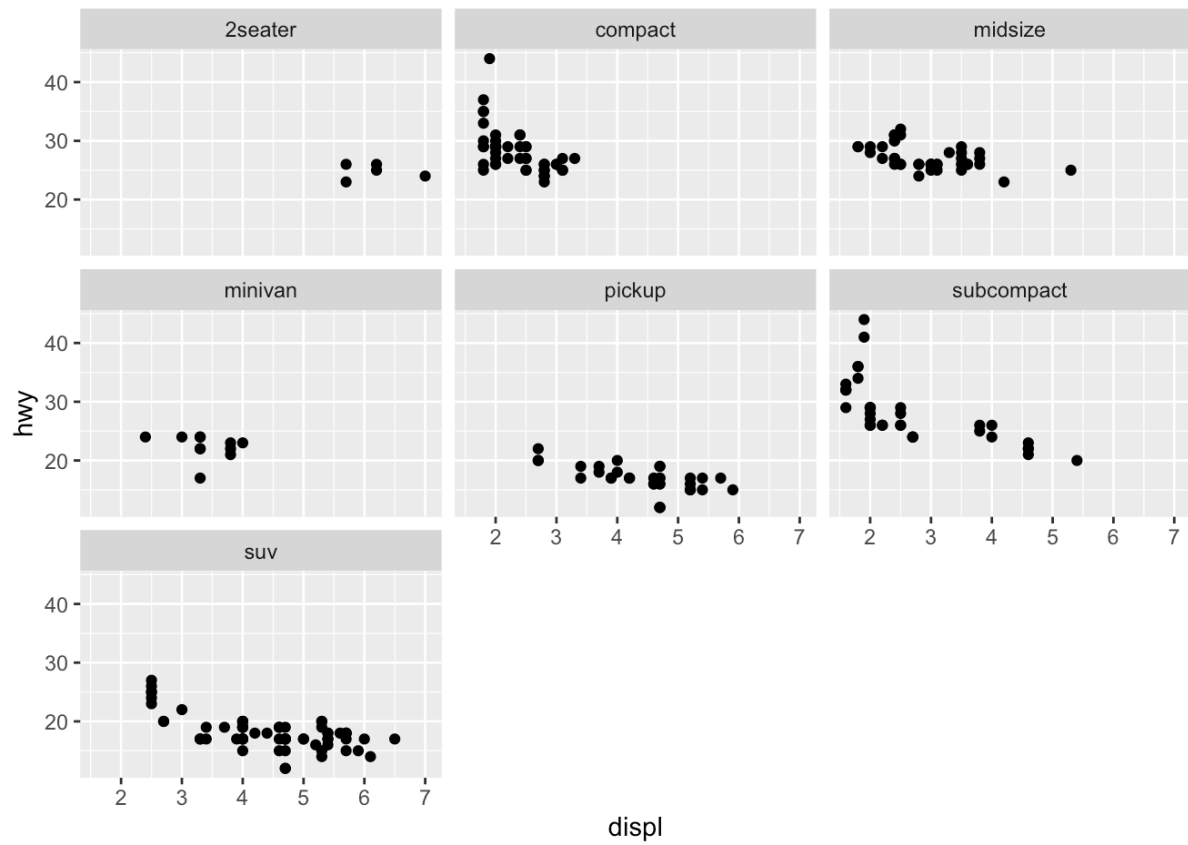 2seater compact midsize
40
30
20
minivan pickup subcompact
40
30
20
2 3 4 5 6 7 2 3 4 5 6 7
suv
40
30
20
2 3 4 5 6 7
hwy
displ